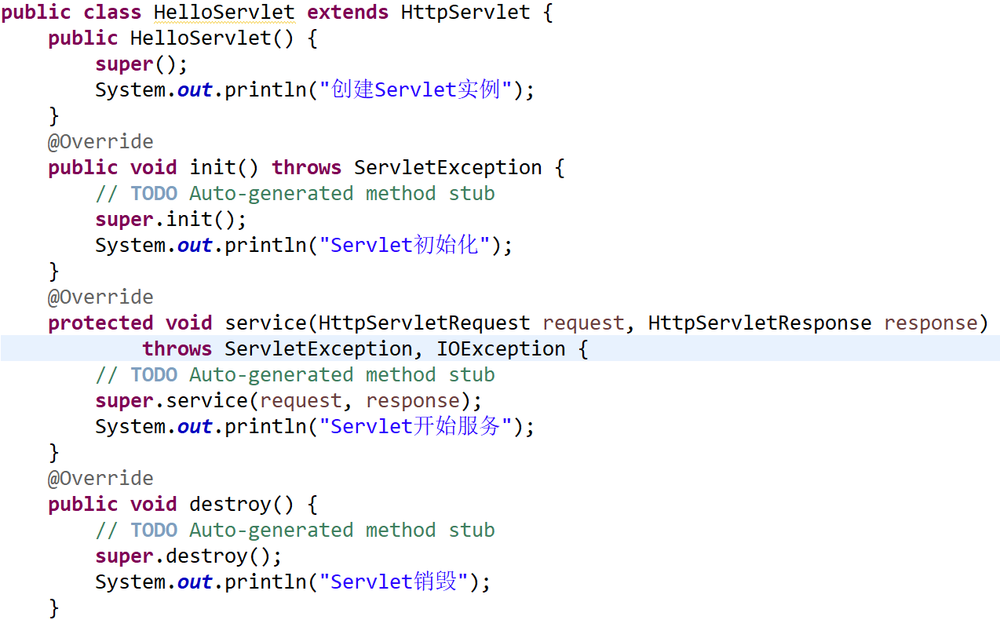 public class HelloServlet extends HttpServlet {
    public HelloServlet() {
        super();
        System.out.println("创建Servlet实例");
    }
    @Override
    public void init() throws ServletException {
        // TODO Auto-generated method stub
        super.init();
        System.out.println("Servlet初始化");
    }
    @Override
    protected void service(HttpServletRequest request, HttpServletResponse response)
            throws ServletException, IOException {
        // TODO Auto-generated method stub
        super.service(request, response);
        System.out.println("Servlet开始服务");
    }
    @Override
    public void destroy() {
        // TODO Auto-generated method stub
        super.destroy();
        System.out.println("Servlet销毁");
    }